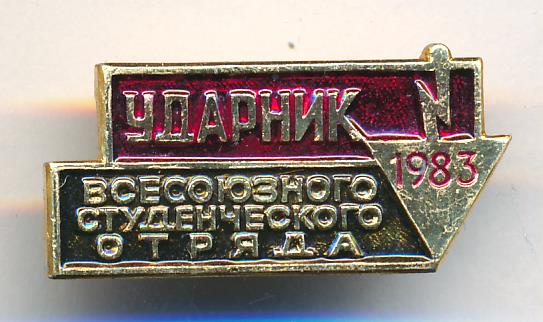 УДАРНИК
1983
ВСЕСОЮЗНОГО
СТУДЕНЧЕСКОГО
ОТРЯДА